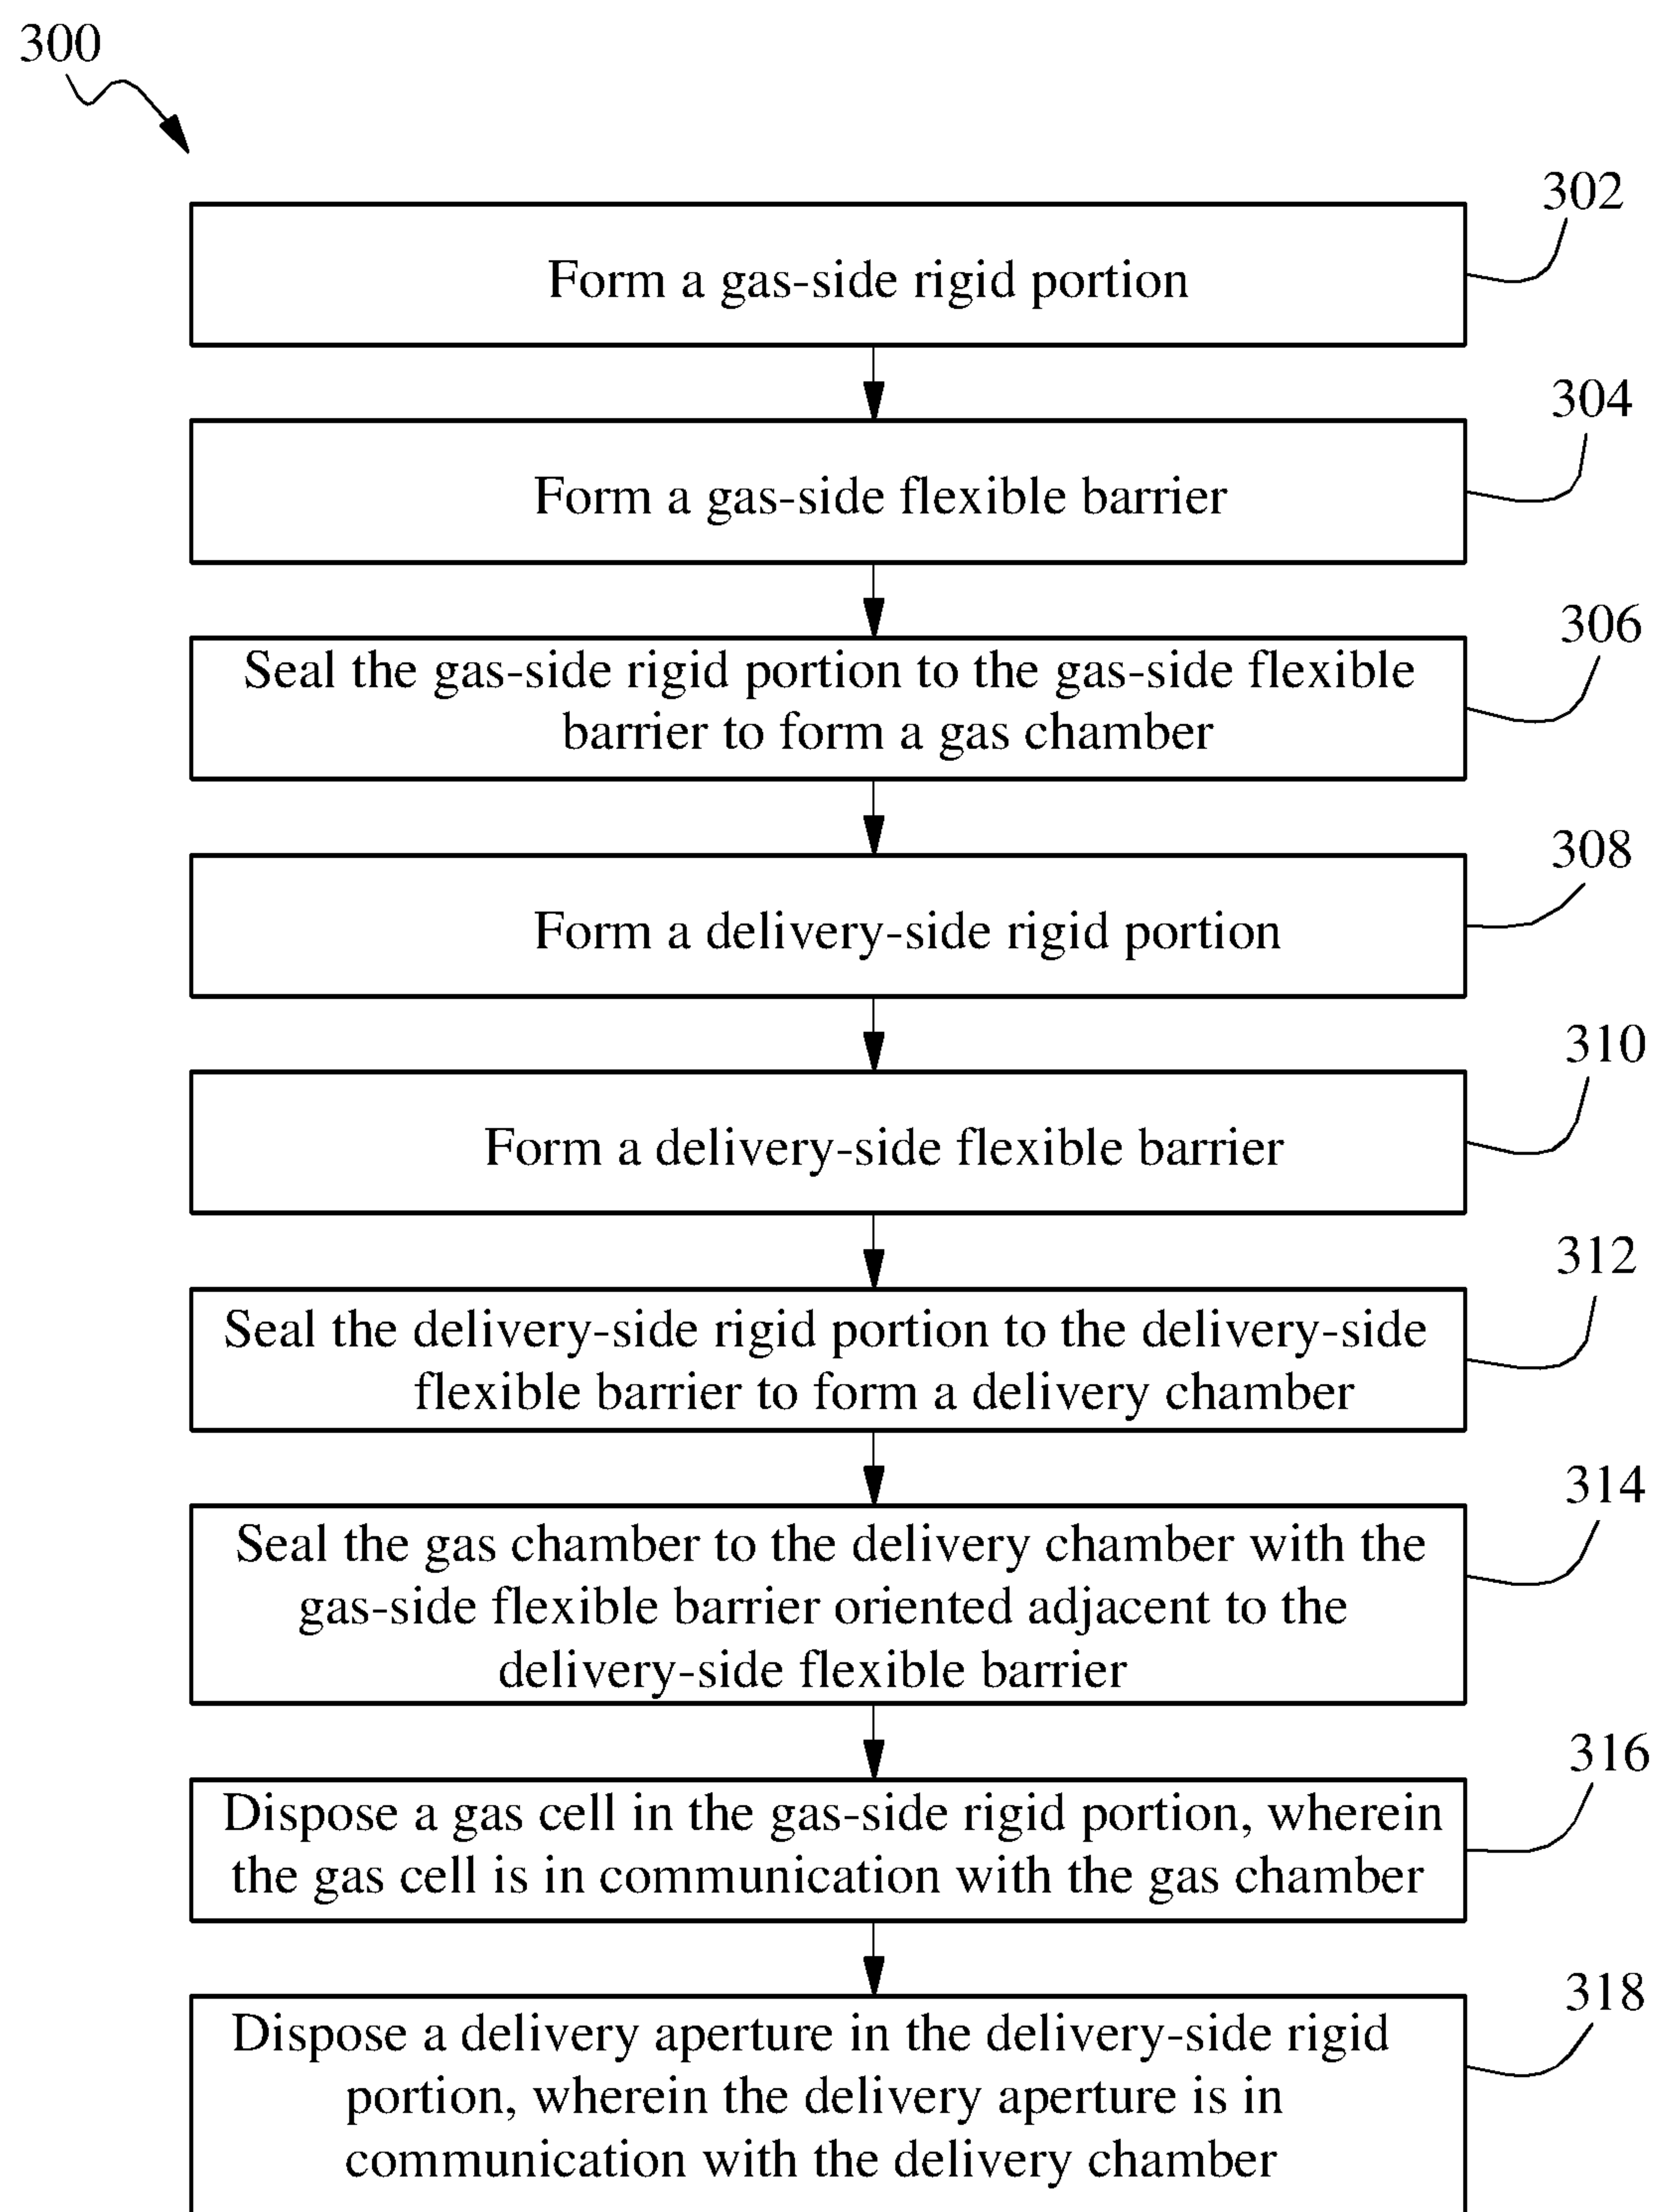 300
302
Form a gas-side rigid portion
304
Form a gas-side flexible barrier
306
Seal the gas-side rigid portion to the gas-side flexible
barrier to form a gas chamber
308
Form a delivery-side rigid portion
310
Form a delivery-side flexible barrier
312
Seal the delivery-side rigid portion to the delivery-side
flexible barrier to form a delivery chamber
314
Seal the gas chamber to the delivery chamber with the
gas-side flexible barrier oriented adjacent to the
delivery-side flexible barrier
316
Dispose a gas cell in the gas-side rigid portion, wherein
the gas cell is in communication with the gas chamber
318
Dispose a delivery aperture in the delivery-side rigid
portion, wherein the delivery aperture is in
communication with the delivery chamber